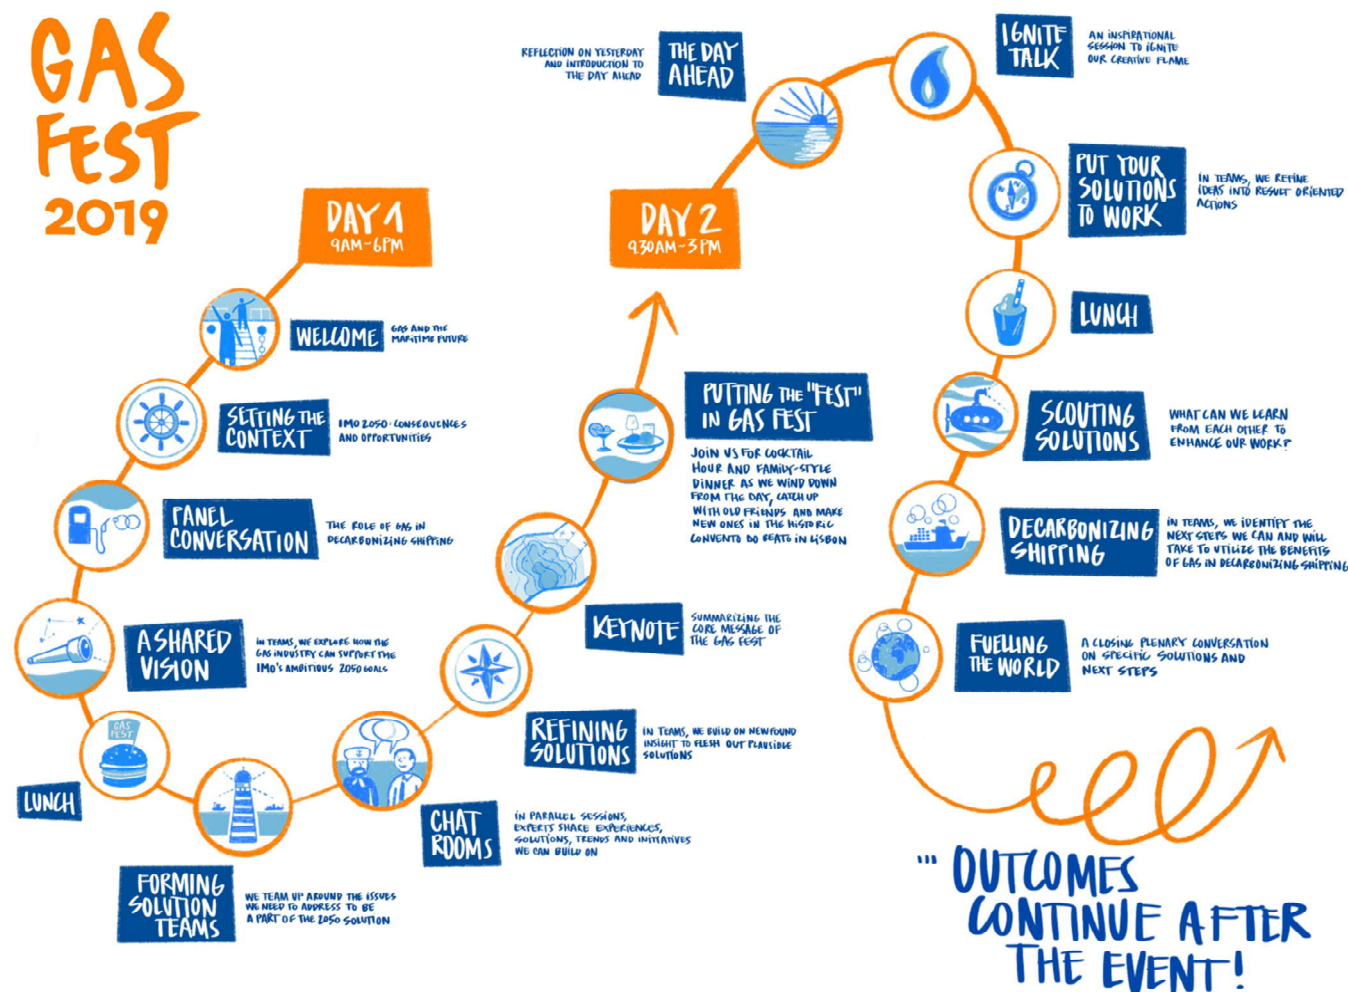 GAS
FEST
2019
DAY 1
9AM-6PM
WELCOME
GAS AND THE
MARITIME FUTURE
SETTING THE
CONTEXT
IMO 2050 - CONSEQUENCES
AND OPPORTUNITIES
PANEL
CONVERSATION
THE ROLE OF GAS IN
DECARBONIZING SHIPPING
A SHARED
VISION
IN TEAMS, WE EXPLORE HOW THE
GAS INDUSTRY CAN SUPPORT THE
IMO'S AMBITIOUS 2050 GOALS
GAS
FEST
LUNCH
FORMING
SOLUTION
TEAMS
WE TEAM UP AROUND THE ISSUES
WE NEED TO ADDRESS TO BE
A PART OF THE 2050 SOLUTION
CHAT
ROOMS
IN PARALLEL SESSIONS,
EXPERTS SHARE EXPERIENCES,
SOLUTIONS, TRENDS AND INITIATIVES
WE CAN BUILD ON
REFINING
SOLUTIONS
IN TEAMS, WE BUILD ON NEWFOUND
INSIGHT TO FLESH OUT PLAUSIBLE
SOLUTIONS
KEYNOTE
SUMMARIZING THE
CORE MESSAGE OF
THE GAS FEST
PUTTING THE "FEST"
IN GAS FEST
JOIN US FOR COCKTAIL
HOUR AND FAMILY-STYLE
DINNER AS WE WIND DOWN
FROM THE DAY, CATCH UP
WITH OLD FRIENDS AND MAKE
NEW ONES IN THE HISTORIC
CONVENTO DO BEATO IN LISBON
DAY 2
9.30AM-3PM
THE DAY
AHEAD
REFLECTION ON YESTERDAY
AND INTRODUCTION TO
THE DAY AHEAD
IGNITE
TALK
AN INSPIRATIONAL
SESSION TO IGNITE
OUR CREATIVE FLAME
N
E
S
PUT YOUR
SOLUTIONS
TO WORK
IN TEAMS, WE REFINE
IDEAS INTO RESULT ORIENTED
ACTIONS
LUNCH
SCOUTING
SOLUTIONS
WHAT CAN WE LEARN
FROM EACH OTHER TO
ENHANCE OUR WORK?
DECARBONIZING
SHIPPING
IN TEAMS, WE IDENTIFY THE
NEXT STEPS WE CAN AND WILL
TAKE TO UTILIZE THE BENEFITS
OF GAS IN DECARBONIZING SHIPPING
FUELLING
THE WORLD
A CLOSING PLENARY CONVERSATION
ON SPECIFIC SOLUTIONS AND
NEXT STEPS
... OUTCOMES
CONTINUE AFTER
THE EVENT!